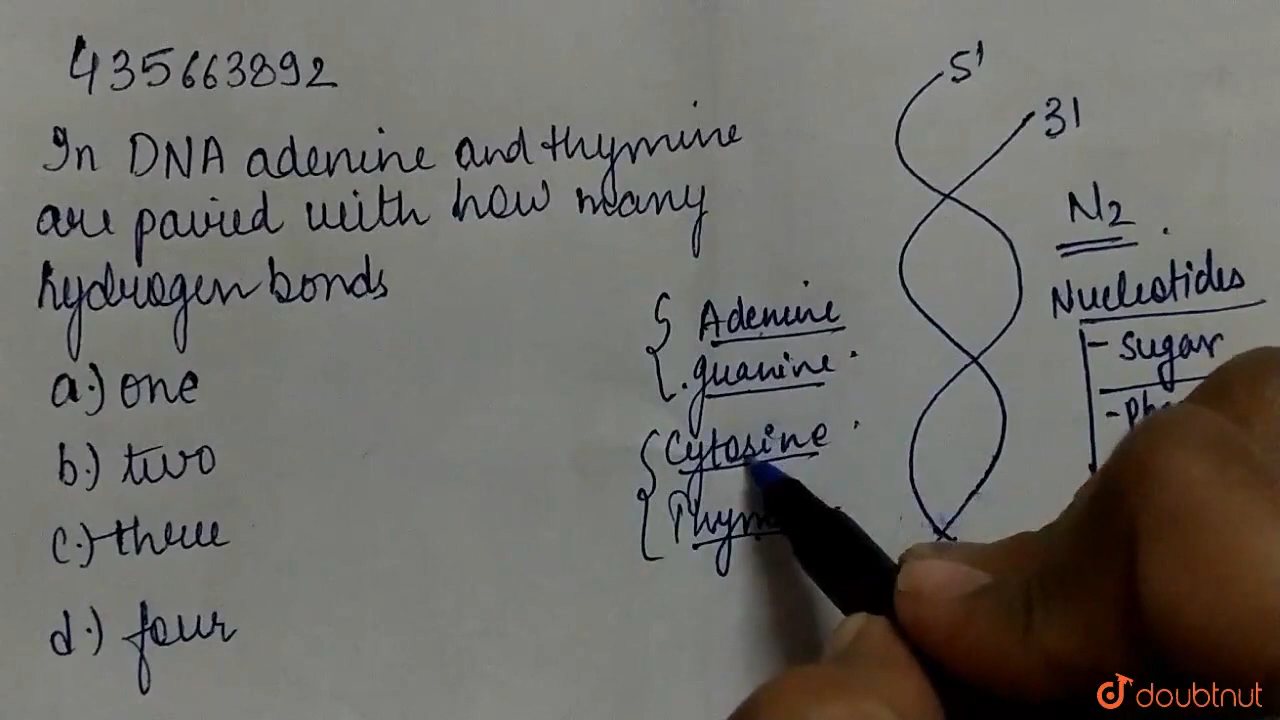 435663892
In DNA adenine and thymine
are paired with how many
hydrogen bonds
a.) one
b.) two
c.) three
d.) four
Adenine
guanine
Cytosine
5'
3'
N2
Nucleotides
- sugar
doubtnut